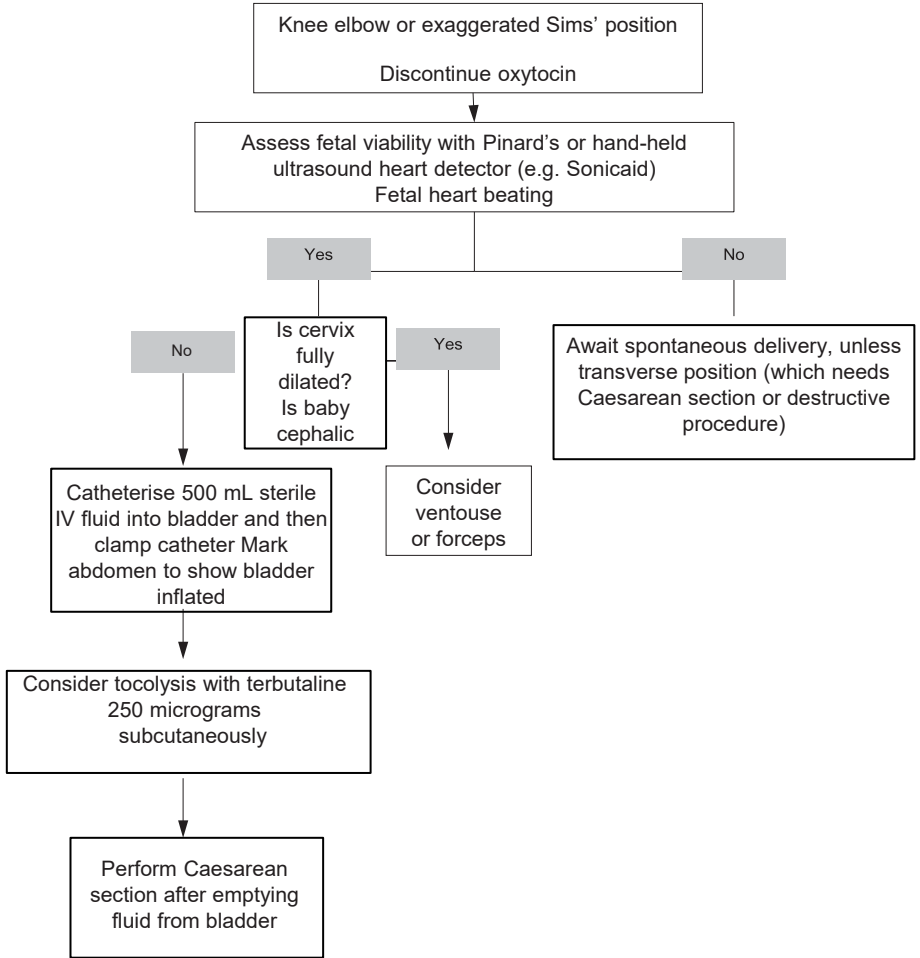 Knee elbow or exaggerated Sims’ position
Discontinue oxytocin
Assess fetal viability with Pinard’s or hand-held
ultrasound heart detector (e.g. Sonicaid)
Fetal heart beating
Yes
No
Is cervix
fully
dilated?
Is baby
cephalic
No
Yes
Await spontaneous delivery, unless
transverse position (which needs
Caesarean section or destructive
procedure)
Catheterise 500 mL sterile
IV fluid into bladder and then
clamp catheter Mark
abdomen to show bladder
inflated
Consider
ventouse
or forceps
Consider tocolysis with terbutaline
250 micrograms
subcutaneously
Perform Caesarean
section after emptying
fluid from bladder